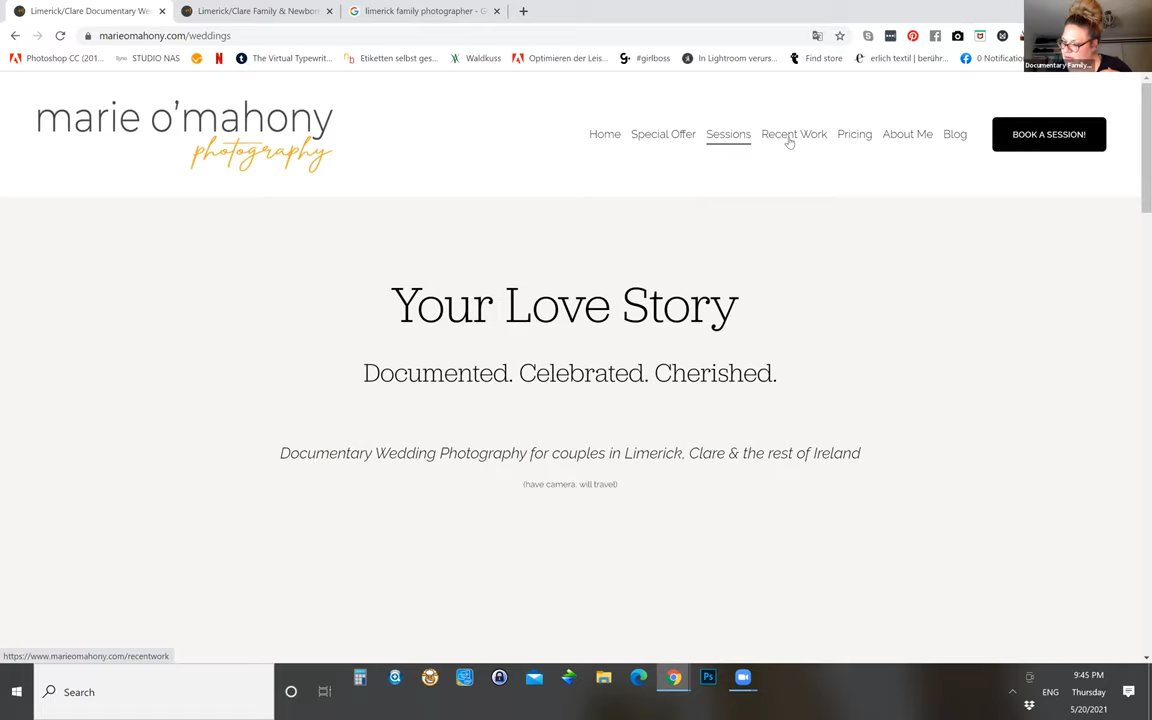 Limerick/Clare Documentary We
Limerick/Clare Family & Newborn
limerick family photographer - G
marieomahony.com/weddings
Photoshop CC (201...
STUDIO NAS
The Virtual Typewrit...
Etiketten selbst ges...
Waldkuss
Optimieren der Leis...
#girlboss
In Lightroom verurs...
Find store
erlich textil | berühr...
0 Notificatio
Documentary Family...
marie o'mahony
photography
Home
Special Offer
Sessions
Recent Work
Pricing
About Me
Blog
BOOK A SESSION!
Your Love Story
Documented. Celebrated. Cherished.
Documentary Wedding Photography for couples in Limerick, Clare & the rest of Ireland
(have camera, will travel)
https://www.marieomahony.com/recentwork
Search
Ps
ENG
9:45 PM
Thursday
5/20/2021